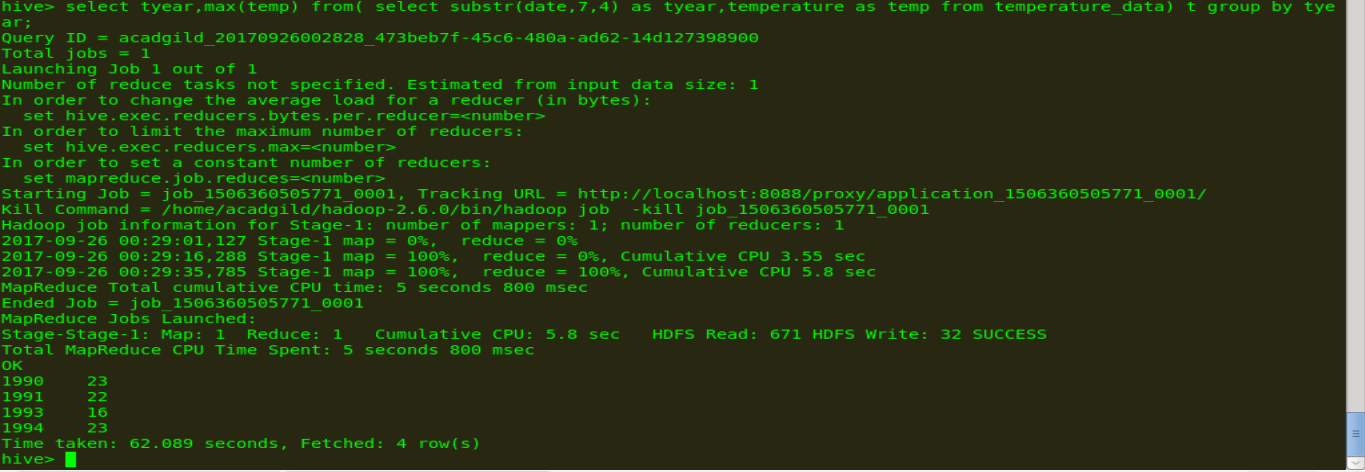 hive> select tyear,max(temp) from( select substr(date,7,4) as tyear,temperature as temp from temperature_data) t group by tye
ar;
Query ID = acadgild_20170926002828_473beb7f-45c6-480a-ad62-14d127398900
Total jobs = 1
Launching Job 1 out of 1
Number of reduce tasks not specified. Estimated from input data size: 1
In order to change the average load for a reducer (in bytes):
  set hive.exec.reducers.bytes.per.reducer=<number>
In order to limit the maximum number of reducers:
  set hive.exec.reducers.max=<number>
In order to set a constant number of reducers:
  set mapreduce.job.reduces=<number>
Starting Job = job_1506360505771_0001, Tracking URL = http://localhost:8088/proxy/application_1506360505771_0001/
Kill Command = /home/acadgild/hadoop-2.6.0/bin/hadoop job  -kill job_1506360505771_0001
Hadoop job information for Stage-1: number of mappers: 1; number of reducers: 1
2017-09-26 00:29:01,127 Stage-1 map = 0%,  reduce = 0%
2017-09-26 00:29:16,288 Stage-1 map = 100%,  reduce = 0%, Cumulative CPU 3.55 sec
2017-09-26 00:29:35,785 Stage-1 map = 100%,  reduce = 100%, Cumulative CPU 5.8 sec
MapReduce Total cumulative CPU time: 5 seconds 800 msec
Ended Job = job_1506360505771_0001
MapReduce Jobs Launched:
Stage-Stage-1: Map: 1  Reduce: 1   Cumulative CPU: 5.8 sec   HDFS Read: 671 HDFS Write: 32 SUCCESS
Total MapReduce CPU Time Spent: 5 seconds 800 msec
OK
1990    23
1991    22
1993    16
1994    23
Time taken: 62.089 seconds, Fetched: 4 row(s)
hive>